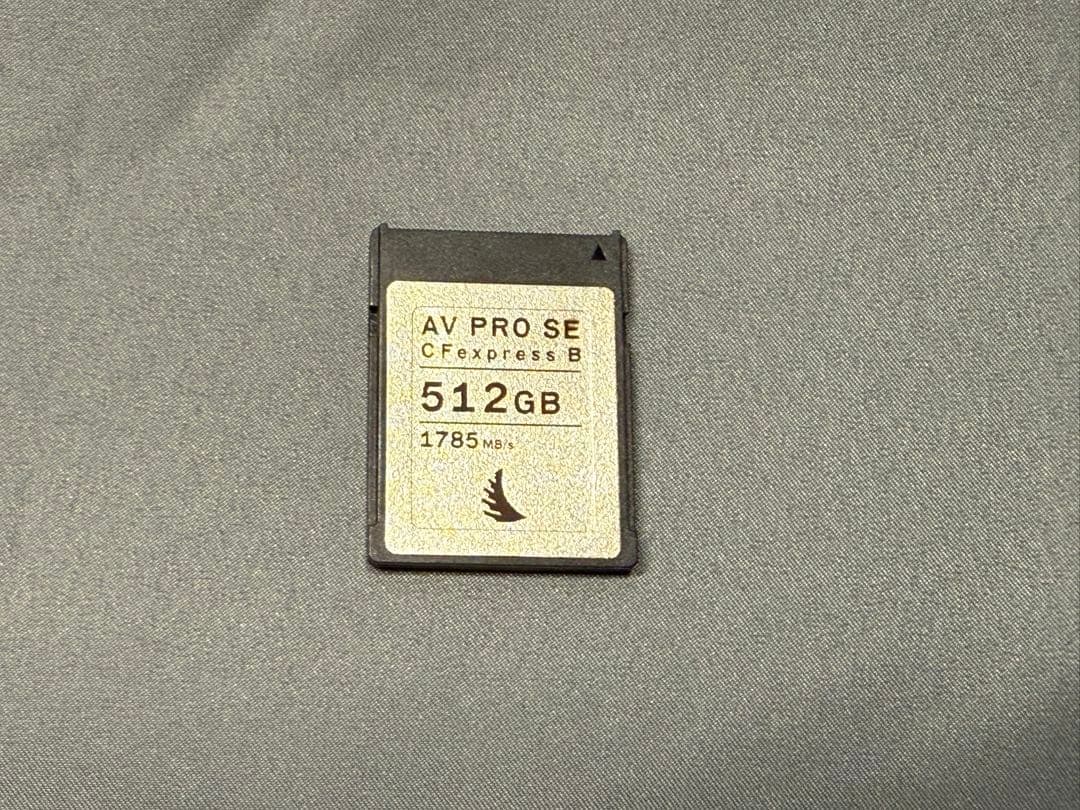 AV PRO SE
CFexpress B
512GB
1785 MB/s